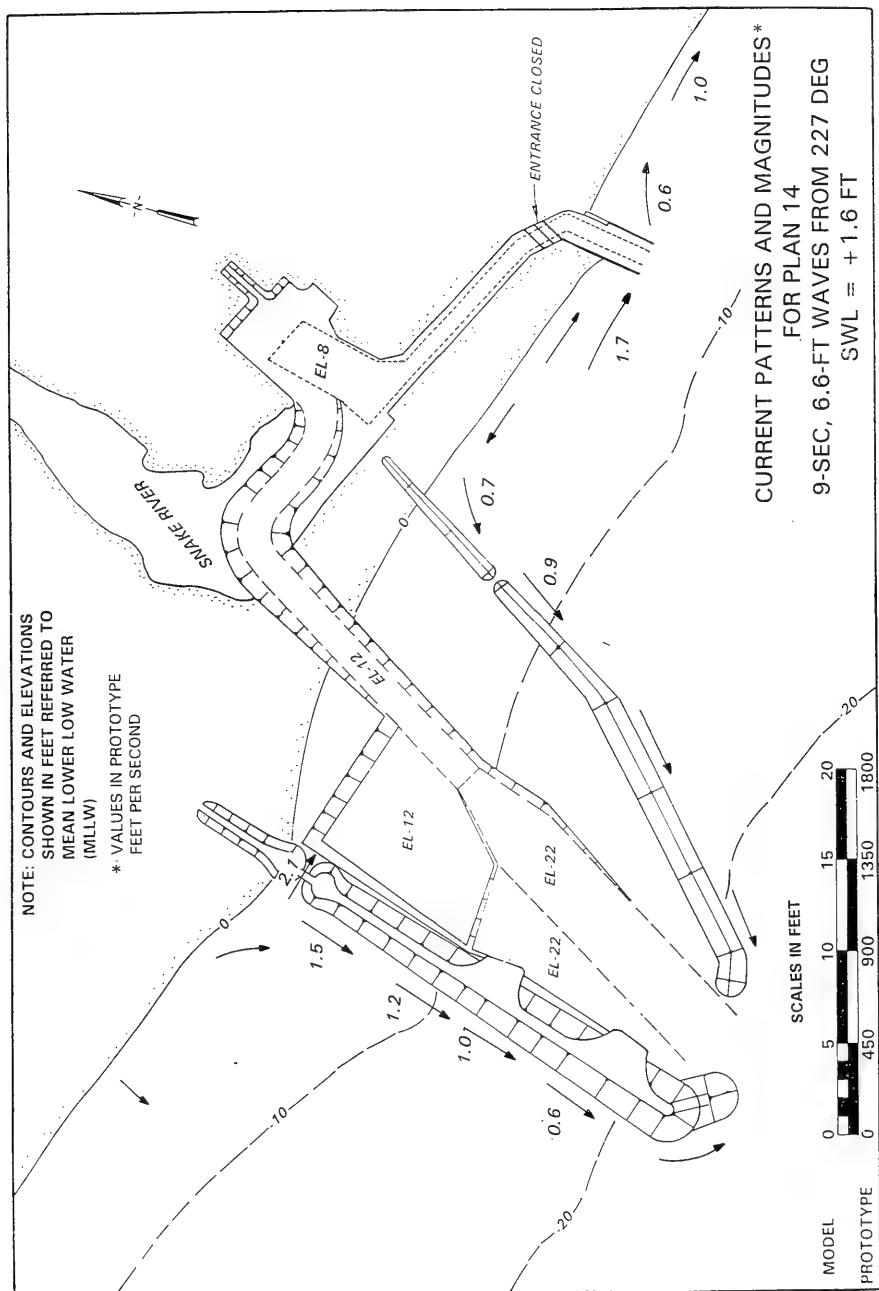 NOTE: CONTOURS AND ELEVATIONS
SHOWN IN FEET REFERRED TO
MEAN LOWER LOW WATER
(MLLW)
* VALUES IN PROTOTYPE
FEET PER SECOND
-N-
SNAKE RIVER
EL-8
ENTRANCE CLOSED
EL-12
EL-12
EL-22
EL-22
0
0
-10
-10
-20
-20
2.1
1.5
1.2
1.0
0.6
0.7
0.9
1.7
0.6
1.0
SCALES IN FEET
MODEL 0 5 10 15 20
PROTOTYPE 0 450 900 1350 1800
CURRENT PATTERNS AND MAGNITUDES*
FOR PLAN 14
9-SEC, 6.6-FT WAVES FROM 227 DEG
SWL = +1.6 FT